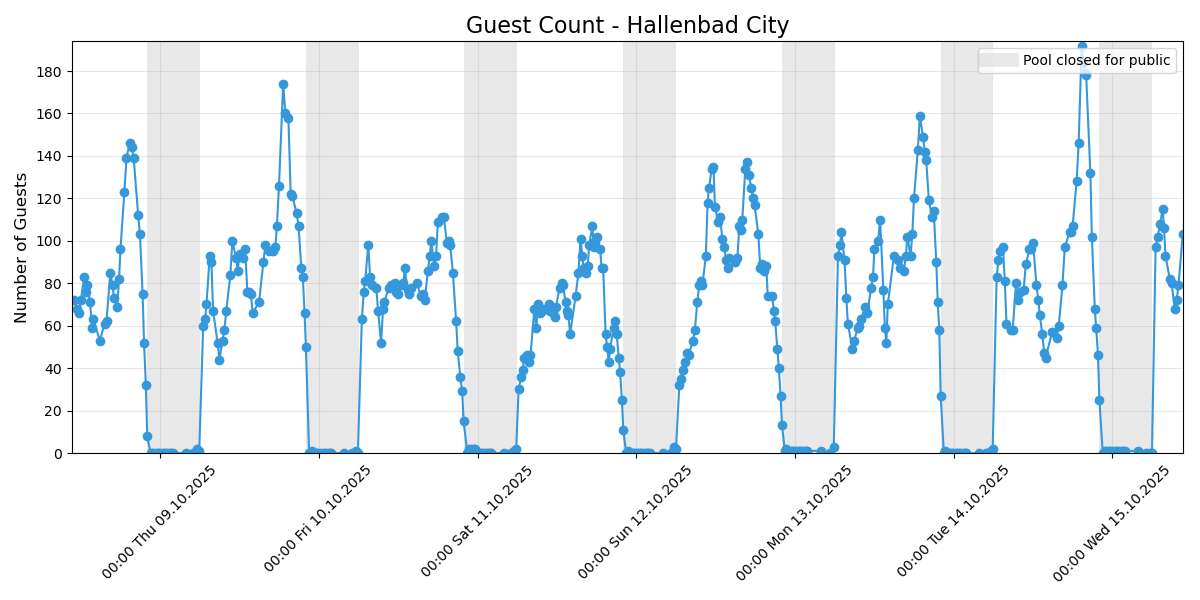 Guest Count - Hallenbad City
Pool closed for public
Number of Guests
180
160
140
120
100
80
60
40
20
0
00:00 Thu 09.10.2025
00:00 Fri 10.10.2025
00:00 Sat 11.10.2025
00:00 Sun 12.10.2025
00:00 Mon 13.10.2025
00:00 Tue 14.10.2025
00:00 Wed 15.10.2025